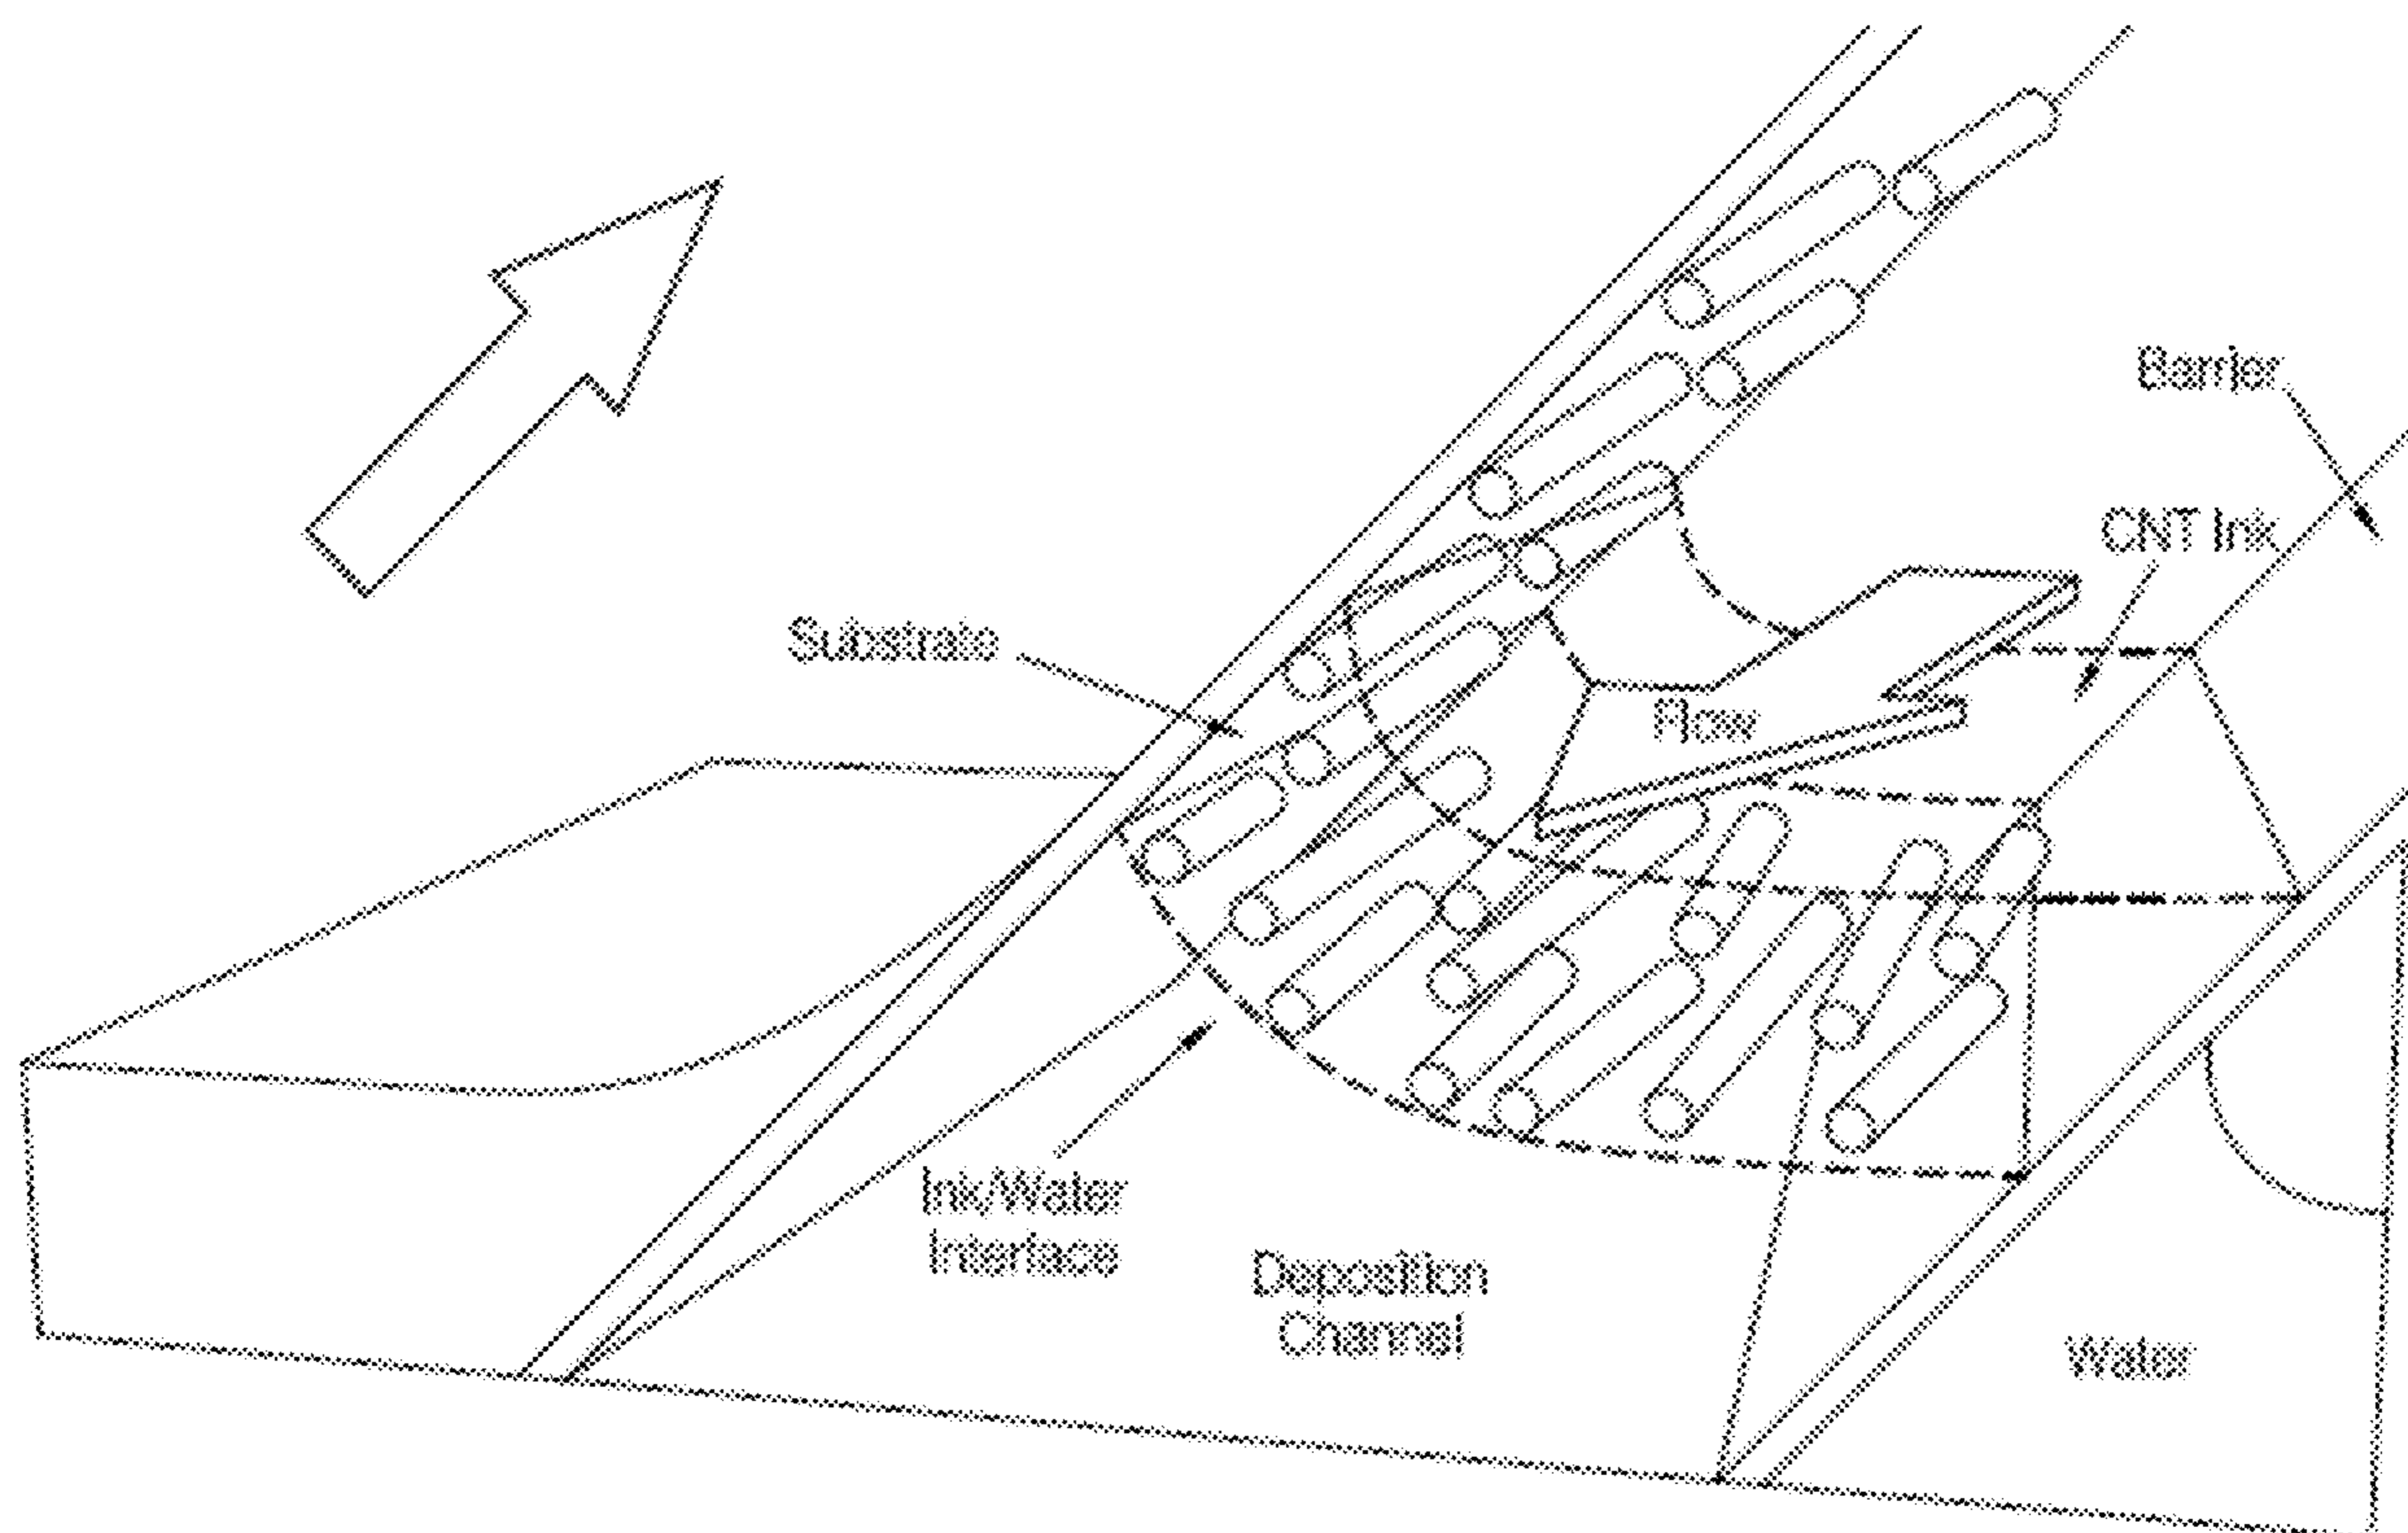 Barrier
CNT Ink
Substrate
Flow
Ink/Water
Interface
Deposition
Channel
Water